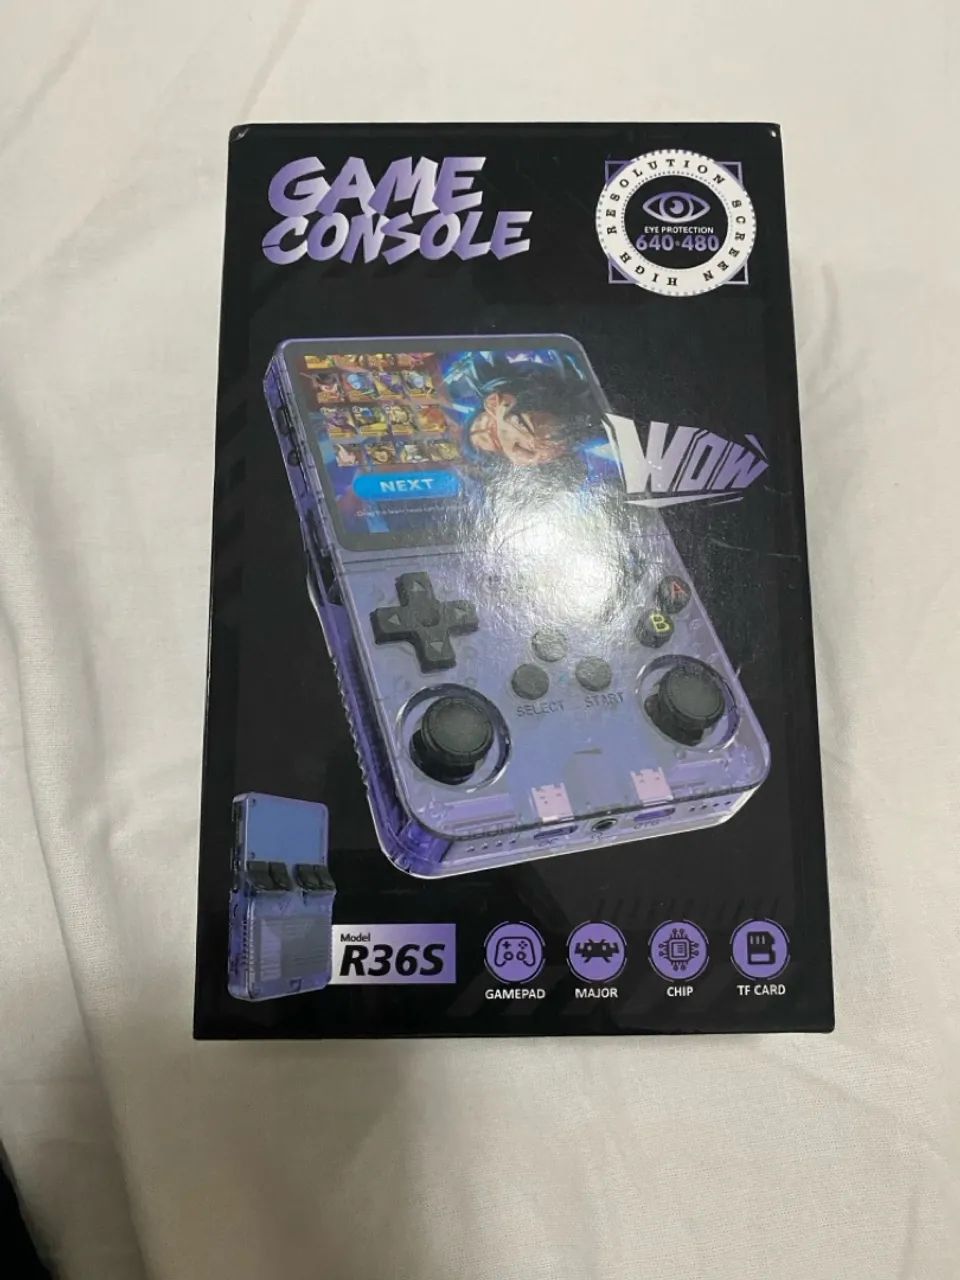 GAME
CONSOLE
HIGH RESOLUTION SCREEN
EYE PROTECTION
640*480
NEXT
WOW
A
B
SELECT
START
Model
R36S
GAMEPAD
MAJOR
CHIP
TF CARD